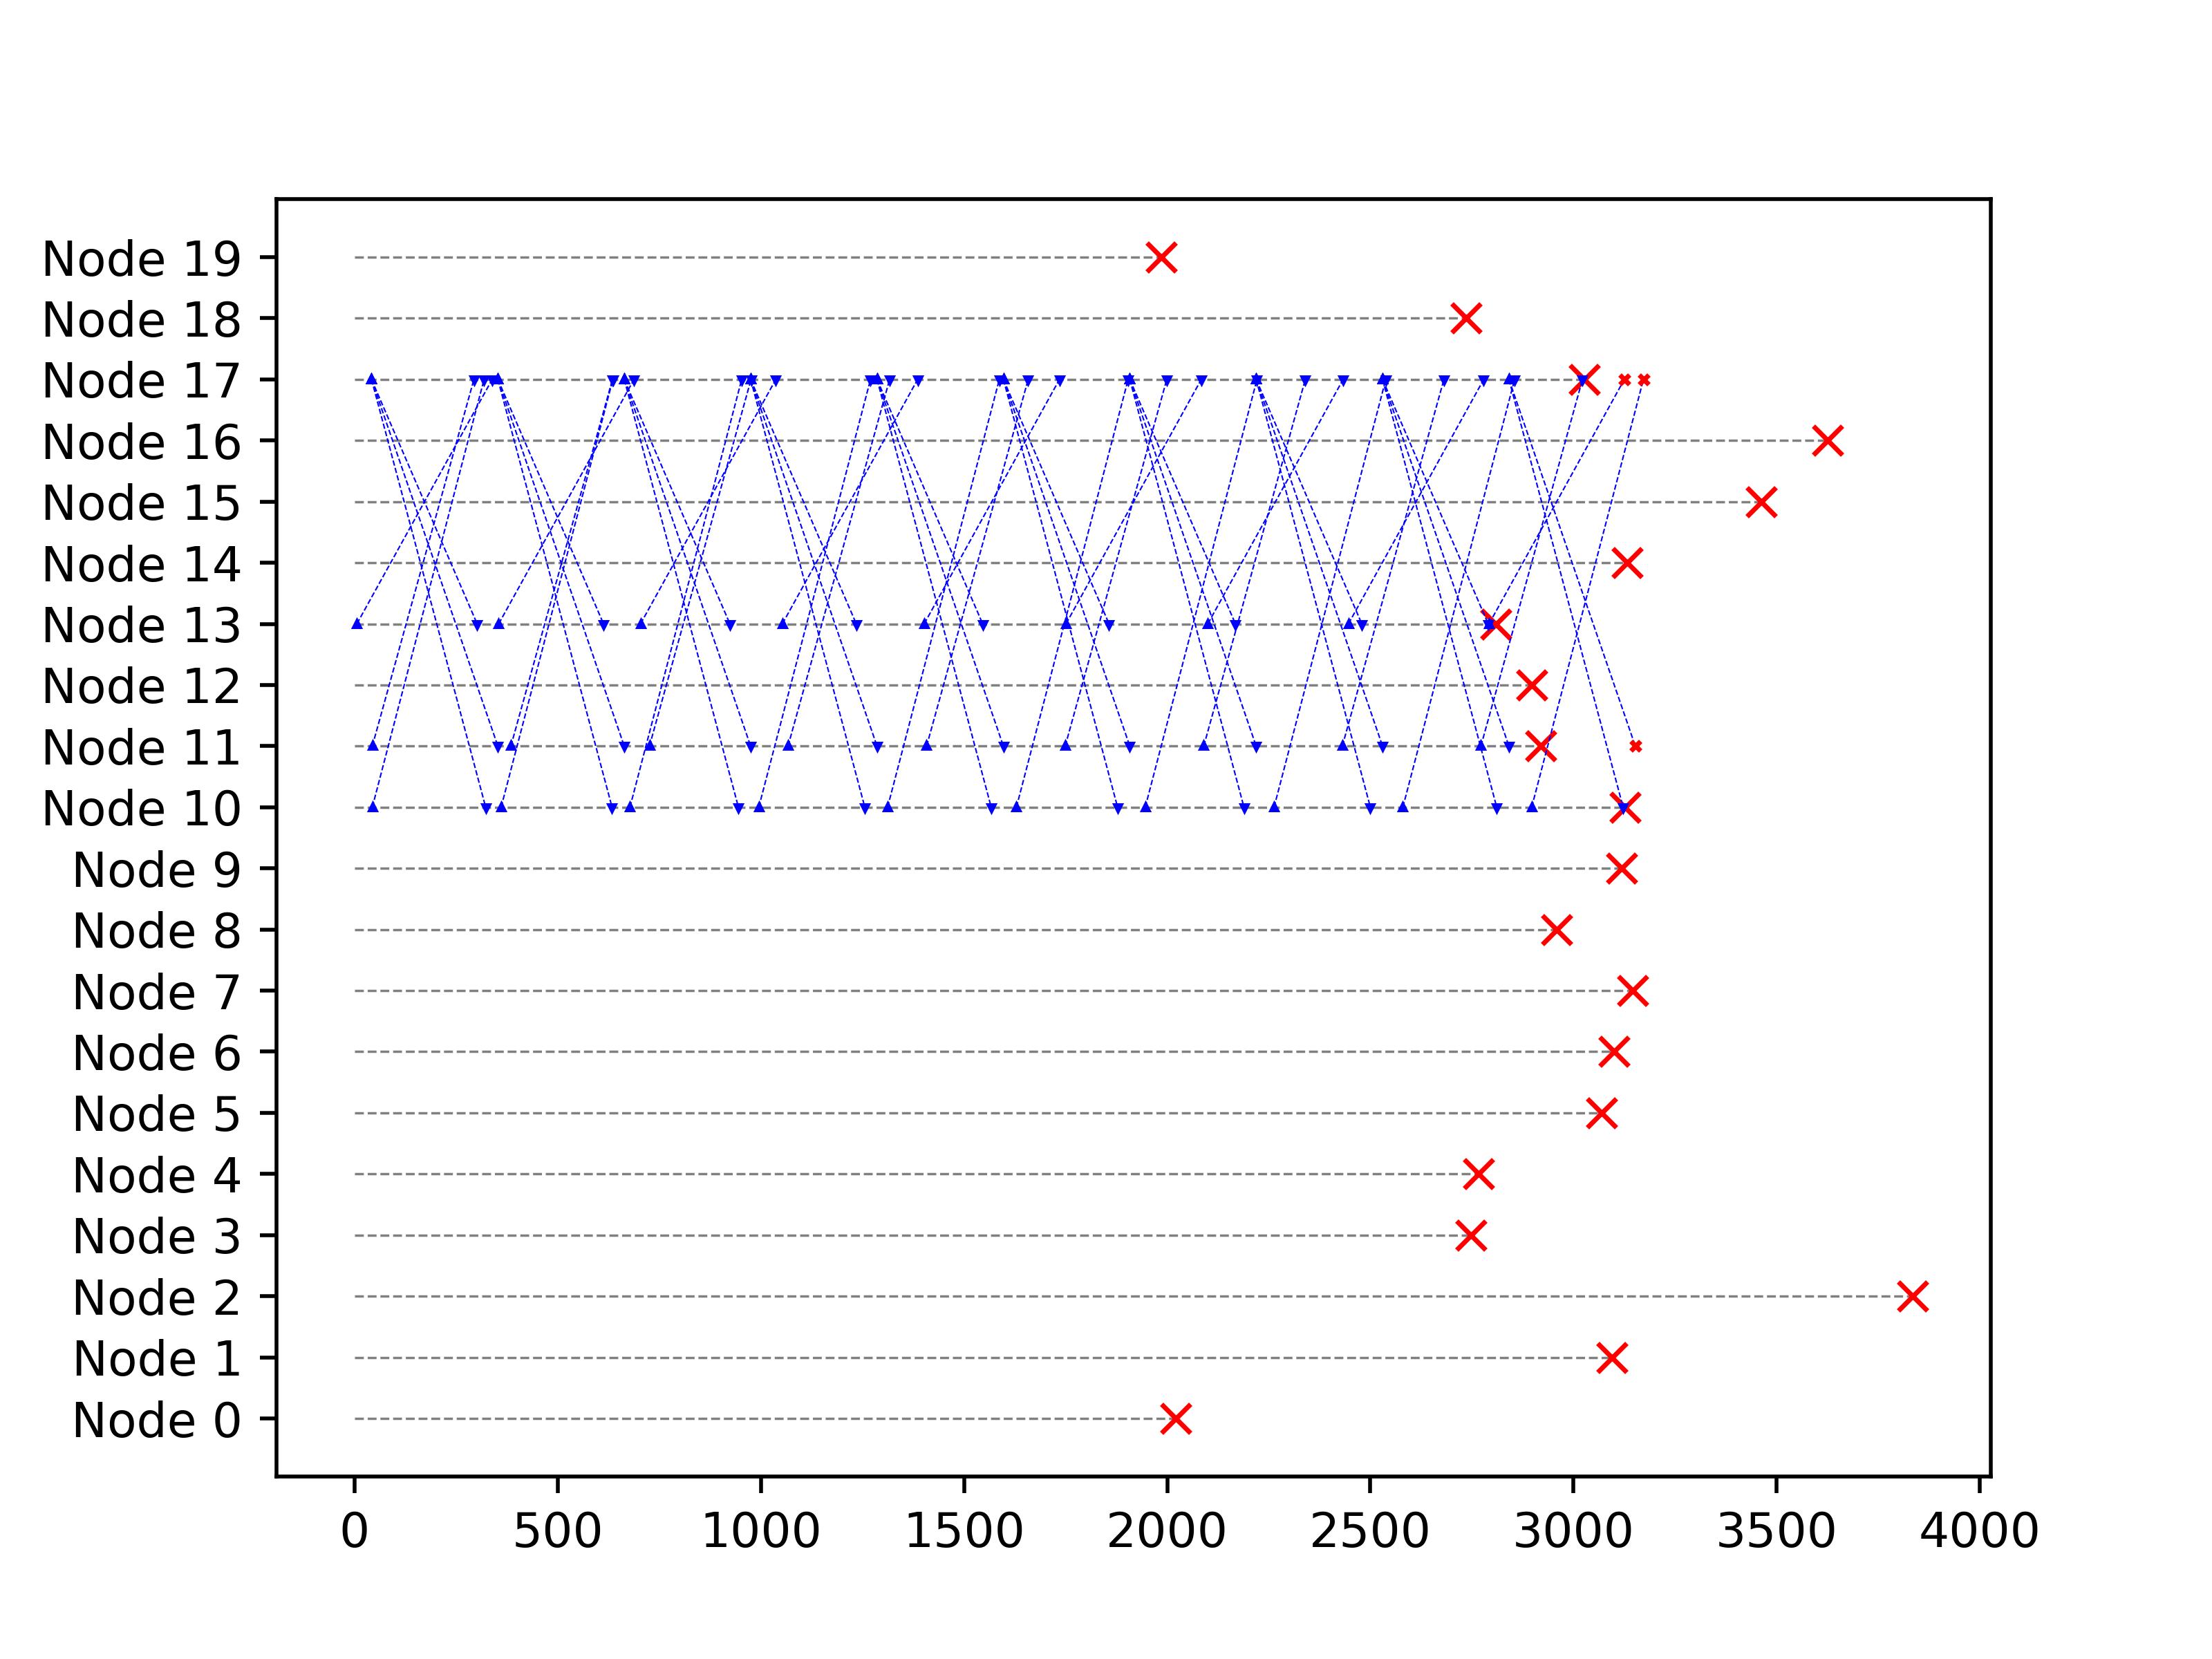 Node 19
Node 18
Node 17
Node 16
Node 15
Node 14
Node 13
Node 12
Node 11
Node 10
Node 9
Node 8
Node 7
Node 6
Node 5
Node 4
Node 3
Node 2
Node 1
Node 0
0 500 1000 1500 2000 2500 3000 3500 4000